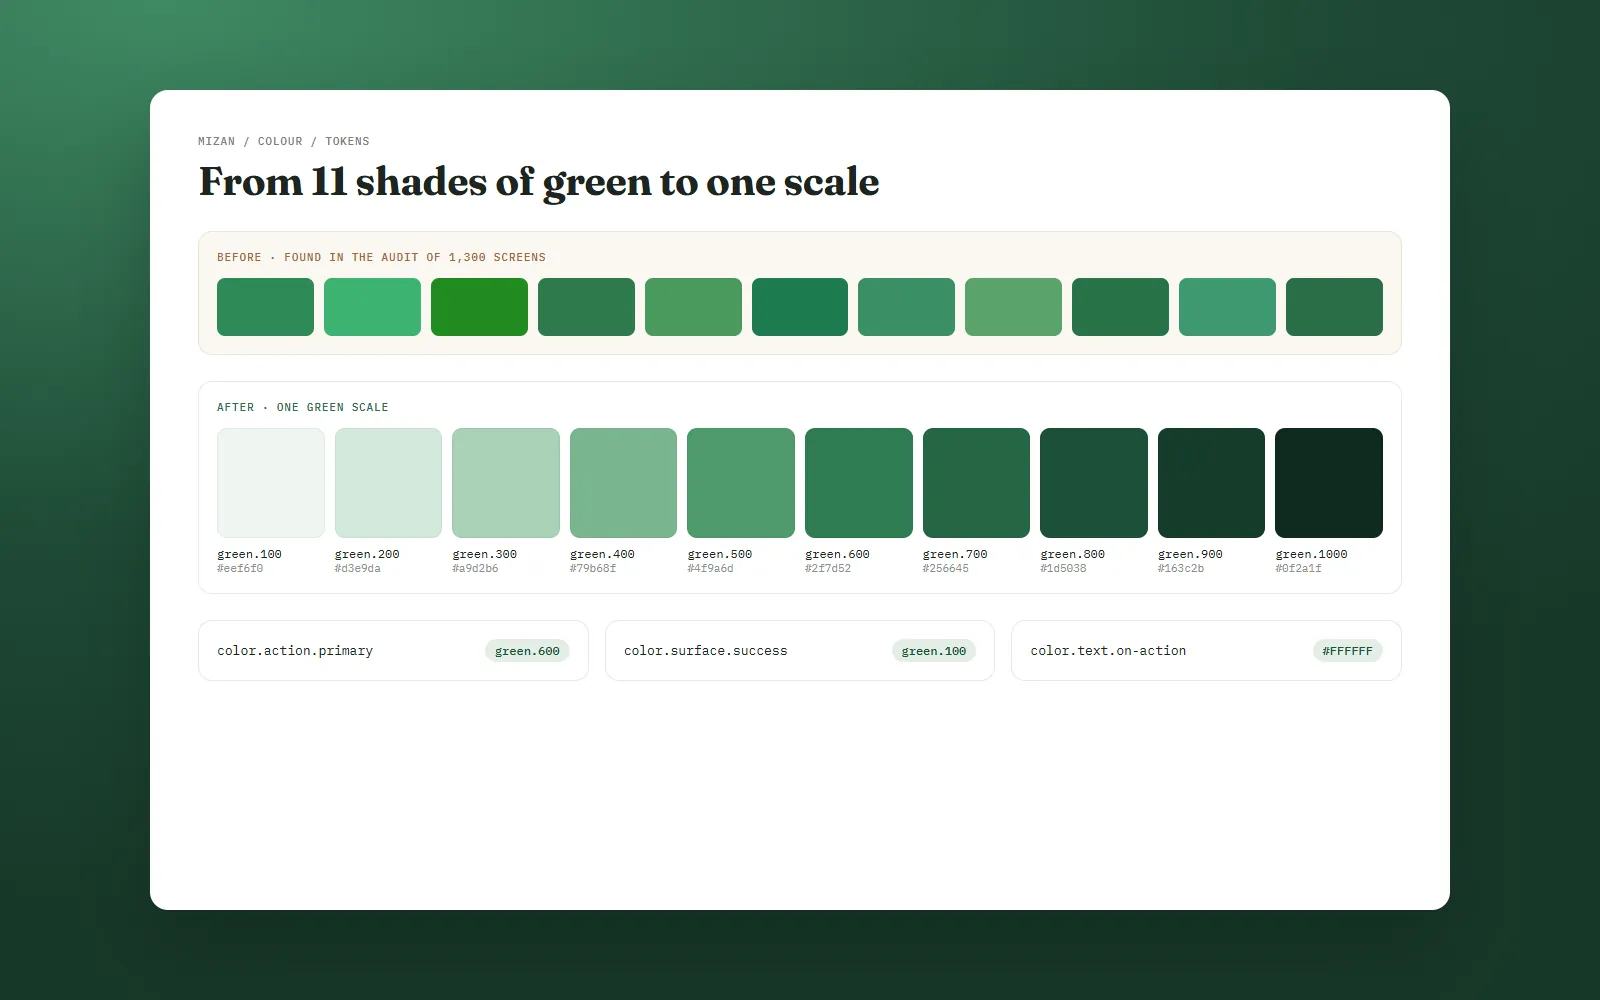 MIZAN / COLOUR / TOKENS
From 11 shades of green to one scale
BEFORE · FOUND IN THE AUDIT OF 1,300 SCREENS
AFTER · ONE GREEN SCALE
green.100 green.200 green.300 green.400 green.500 green.600 green.700 green.800 green.900 green.1000
#eef6f0 #d3e9da #a9d2b6 #79b68f #4f9a6d #2f7d52 #256645 #1d5038 #163c2b #0f2a1f
color.action.primary green.600 color.surface.success green.100 color.text.on-action #FFFFFF